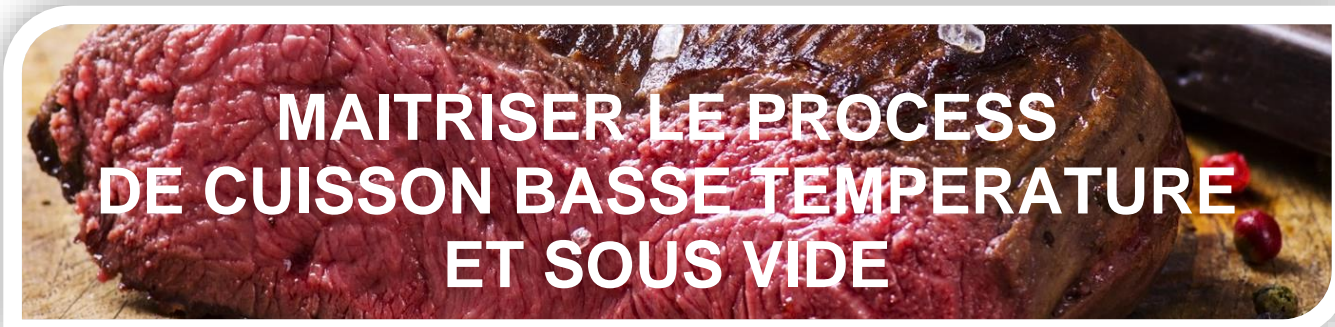 MAITRISER LE PROCESS
DE CUISSON BASSE TEMPERATURE
ET SOUS VIDE